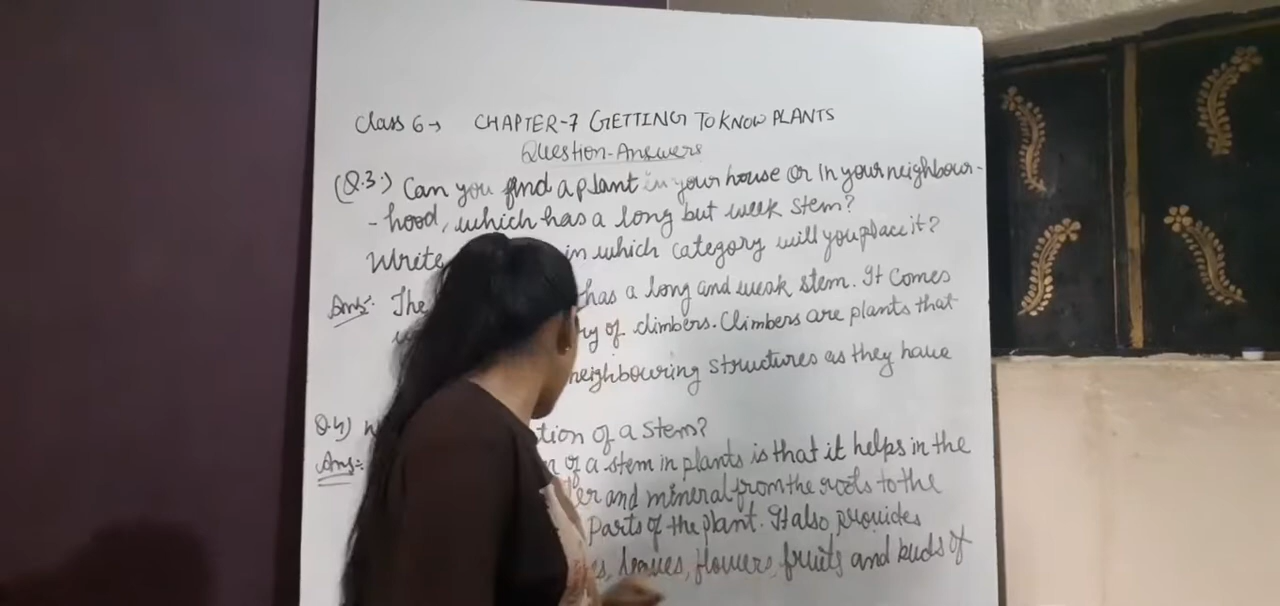 Class 6→ CHAPTER-7 GETTING TO KNOW PLANTS
Question-Answers
(Q.3.) Can you find a plant in your house or in your neighbour-
- hood, which has a long but week stem?
Write in which category will you place it?
Ans:- The has a long and weak stem. It comes
ry of climbers. Climbers are plants that
neighbouring structures as they have
Q.4) tion of a stem?
Ans:- of a stem in plants is that it helps in the
er and mineral from the roots to the
parts of the plant. It also provides
es, leaves, flowers, fruits and buds of